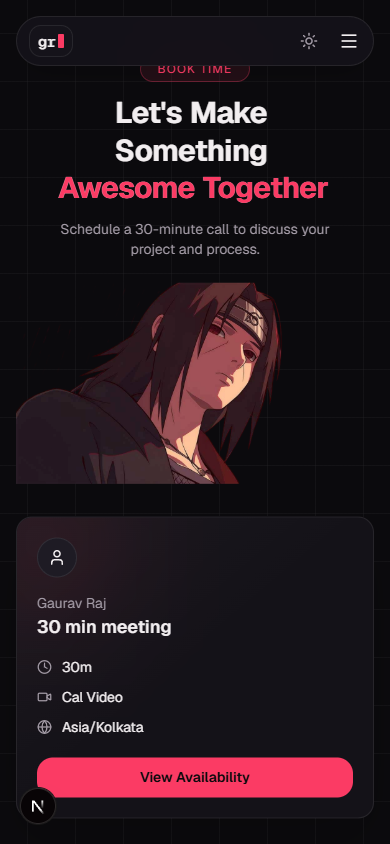 gr
BOOK TIME
Let's Make
Something
Awesome Together
Schedule a 30-minute call to discuss your
project and process.
Gaurav Raj
30 min meeting
30m
Cal Video
Asia/Kolkata
View Availability
N